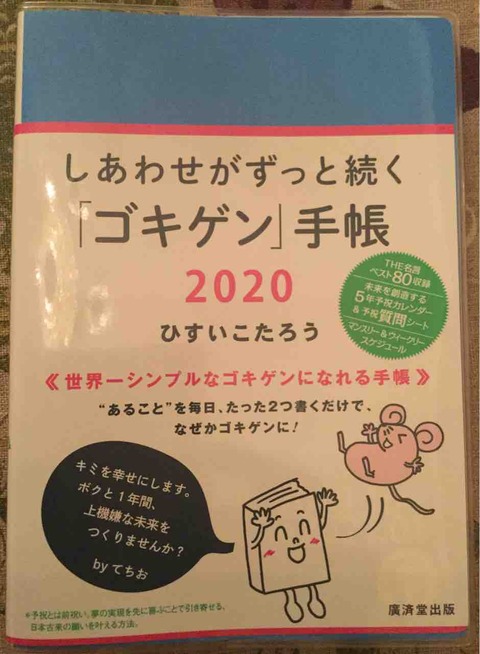 しあわせがずっと続く
「ゴキゲン」手帳
2020
ひすいこたろう
THE名言
ベスト80収録
未来を創造する
5年予祝カレンダー
&予祝質問シート
マンスリー&ウィークリー
スケジュール
《世界一シンプルなゴキゲンになれる手帳》
“あること”を毎日、たった2つ書くだけで、
なぜかゴキゲンに!
キミを幸せにします。
ボクと1年間、
上機嫌な未来を
つくりませんか?
byてちお
*予祝とは前祝い。夢の実現を先に喜ぶことで引き寄せる、
日本古来の願いを叶える方法。
廣済堂出版